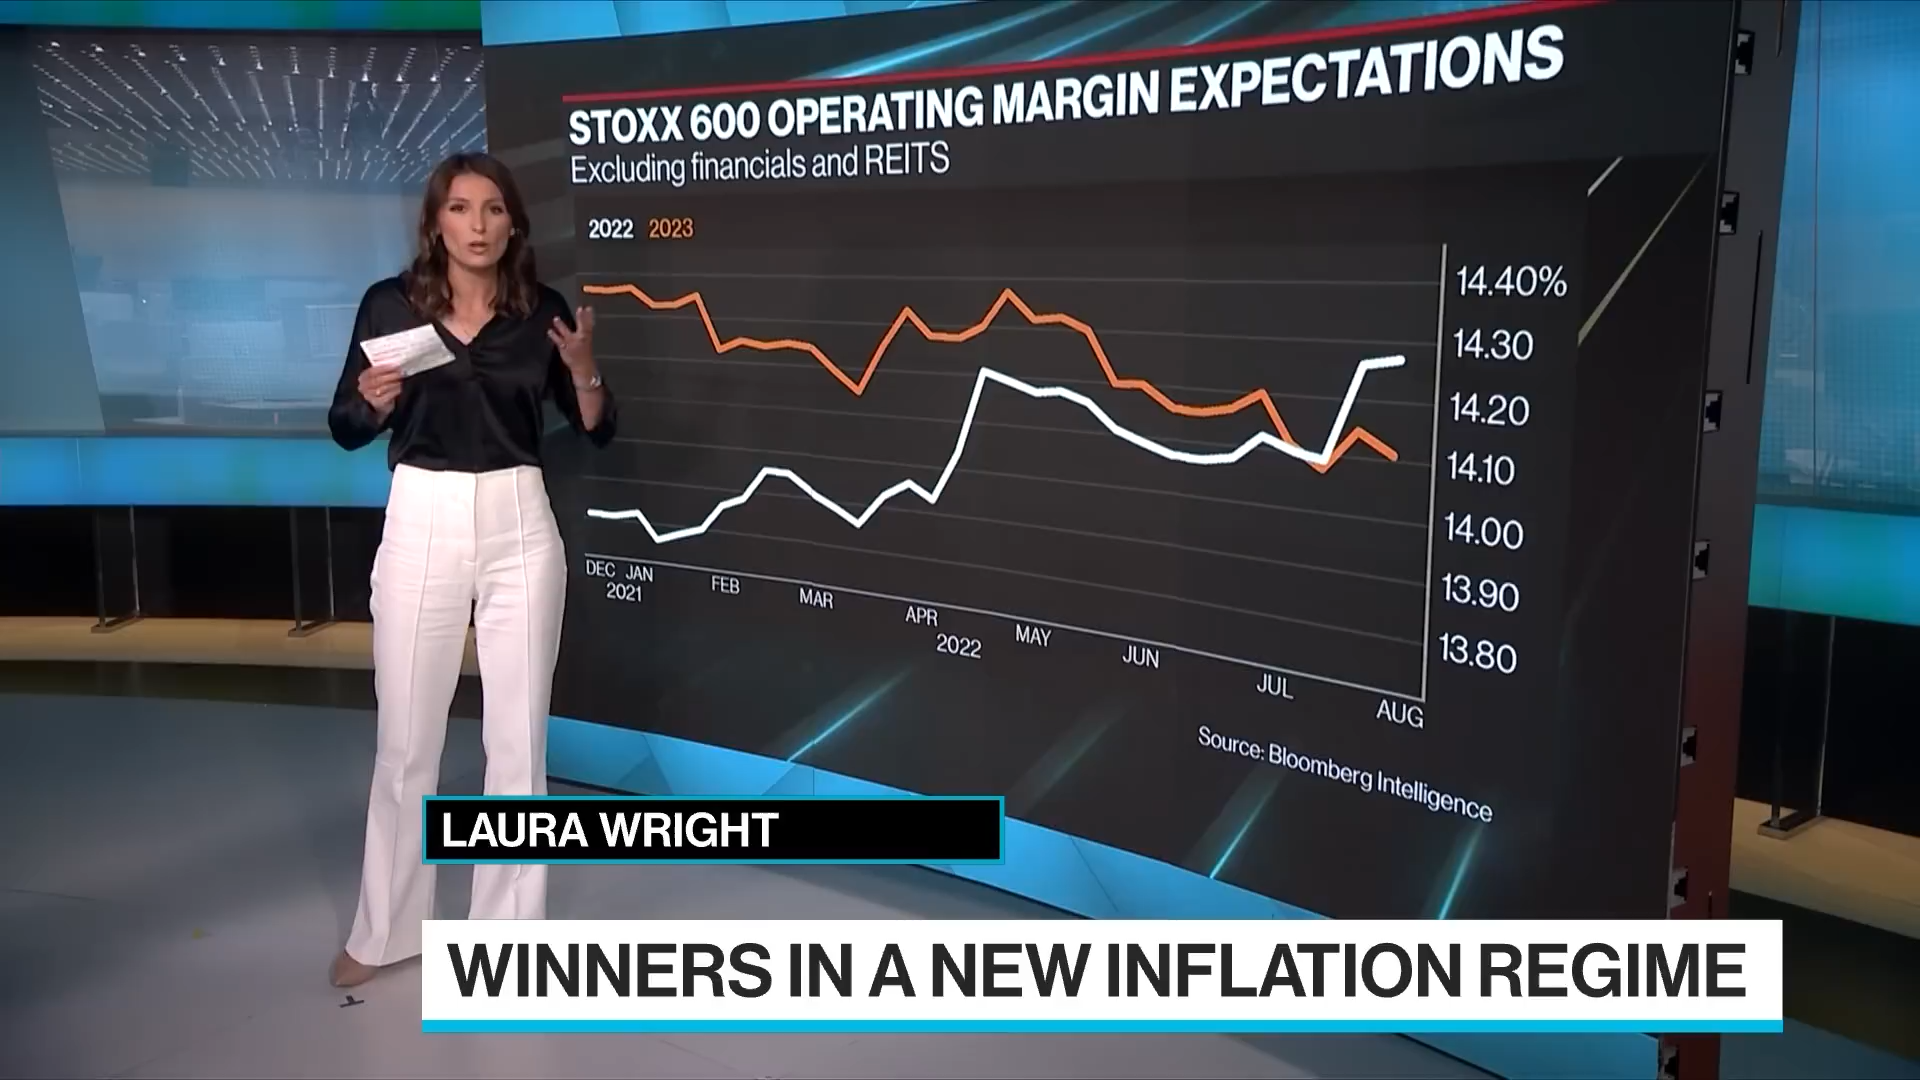 STOXX 600 OPERATING MARGIN EXPECTATIONS
Excluding financials and REITS
2022 2023
14.40%
14.30
14.20
14.10
14.00
13.90
13.80
DEC JAN FEB MAR APR MAY JUN JUL AUG
2021 2022
Source: Bloomberg Intelligence
LAURA WRIGHT
WINNERS IN A NEW INFLATION REGIME